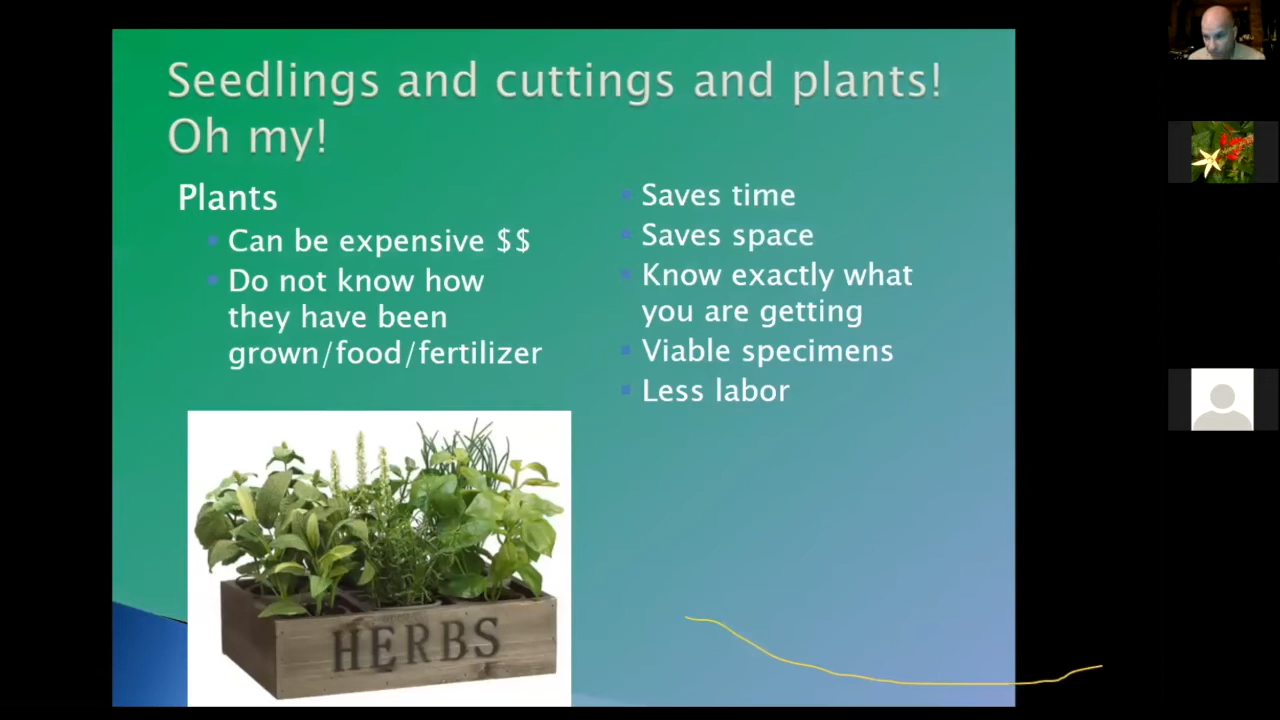 Seedlings and cuttings and plants!
Oh my!
Plants
Can be expensive $$
Do not know how
they have been
grown/food/fertilizer
Saves time
Saves space
Know exactly what
you are getting
Viable specimens
Less labor
HERBS